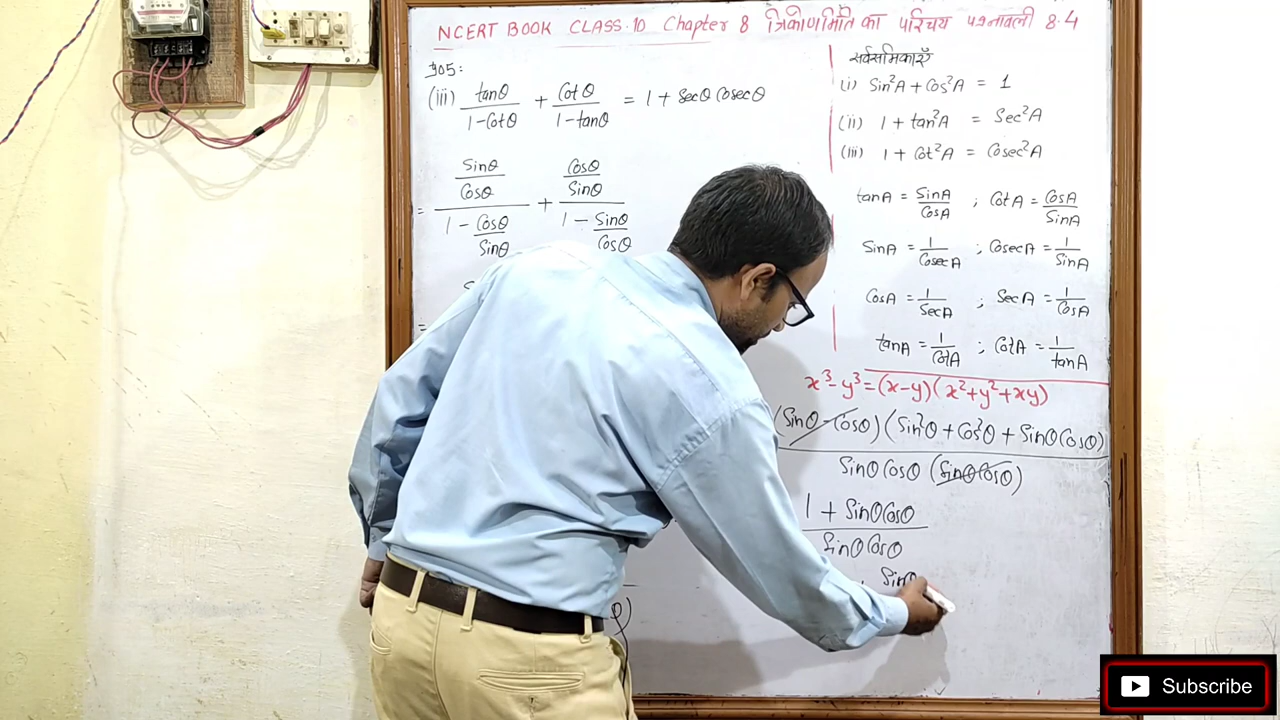 NCERT BOOK CLASS-10 Chapter 8 त्रिकोणमिति का परिचय प्रश्नावली 8.4
प्र05:
(iii) tanθ/(1-Cotθ) + Cotθ/(1-tanθ) = 1 + Secθ Cosecθ
= (Sinθ/Cosθ)/(1 - Cosθ/Sinθ) + (Cosθ/Sinθ)/(1 - Sinθ/Cosθ)
=
सर्वसमिकाएँ
(i) Sin²A + Cos²A = 1
(ii) 1 + tan²A = Sec²A
(iii) 1 + Cot²A = Cosec²A
tanA = SinA/CosA ; CotA = CosA/SinA
SinA = 1/CosecA ; CosecA = 1/SinA
CosA = 1/SecA ; SecA = 1/CosA
tanA = 1/CotA ; CotA = 1/tanA
x³-y³=(x-y)(x²+y²+xy)
(Sinθ-Cosθ)(Sin²θ+Cos²θ+SinθCosθ)
SinθCosθ (SinθCosθ)
1 + SinθCosθ
SinθCosθ
Sinθ
Subscribe